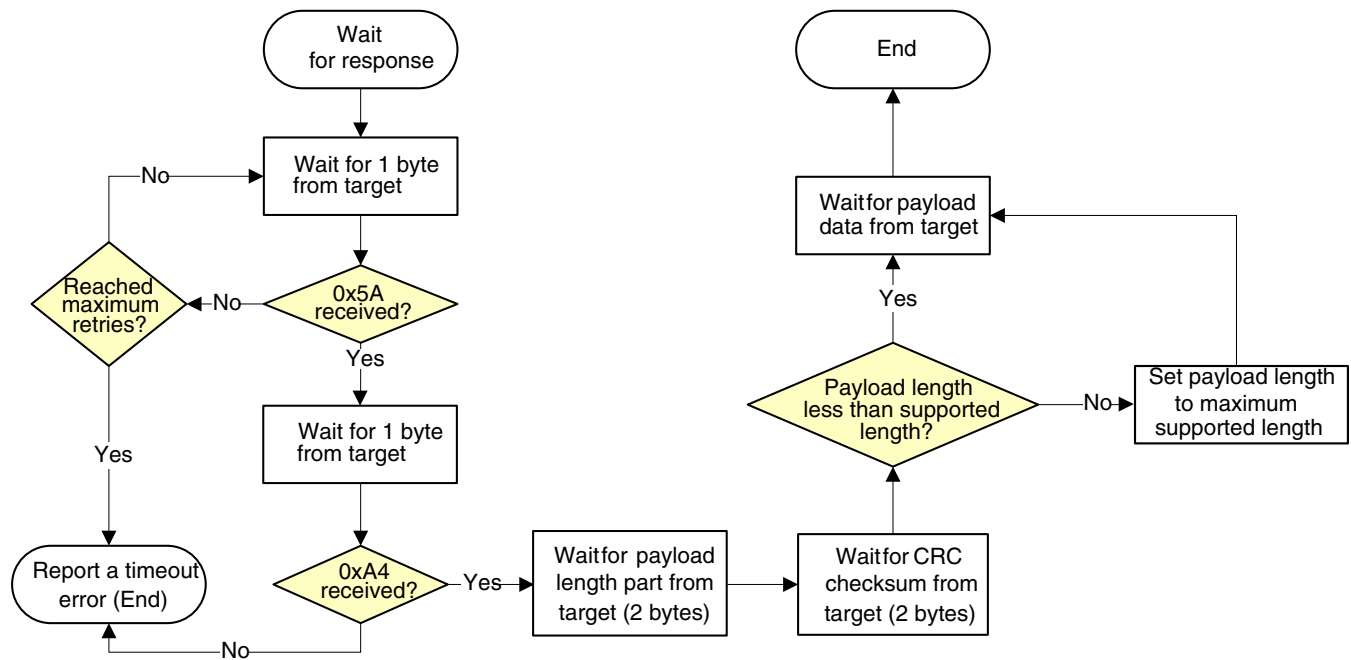 Wait
for response
End
Wait for 1 byte
from target
No
Wait for payload
data from target
Reached
maximum
retries?
No
0x5A
received?
Yes
Yes
Payload length
less than supported
length?
No
Set payload length
to maximum
supported length
Wait for 1 byte
from target
Yes
Report a timeout
error (End)
0xA4
received?
Yes
Wait for payload
length part from
target (2 bytes)
Wait for CRC
checksum from
target (2 bytes)
No